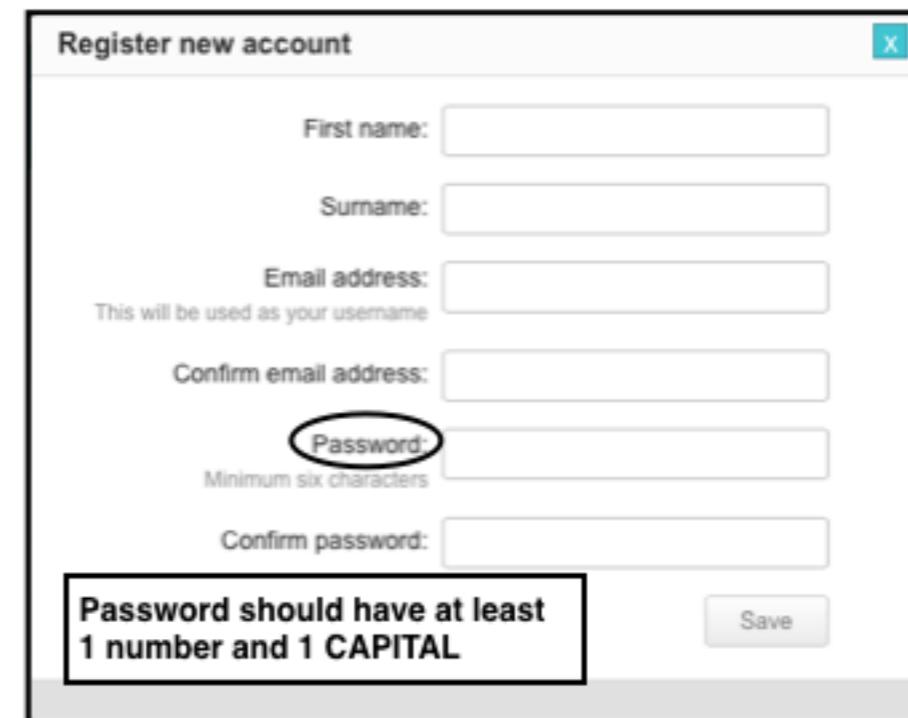 Register new account
X
First name:
Surname:
Email address:
This will be used as your username
Confirm email address:
Password:
Minimum six characters
Confirm password:
Password should have at least
1 number and 1 CAPITAL
Save